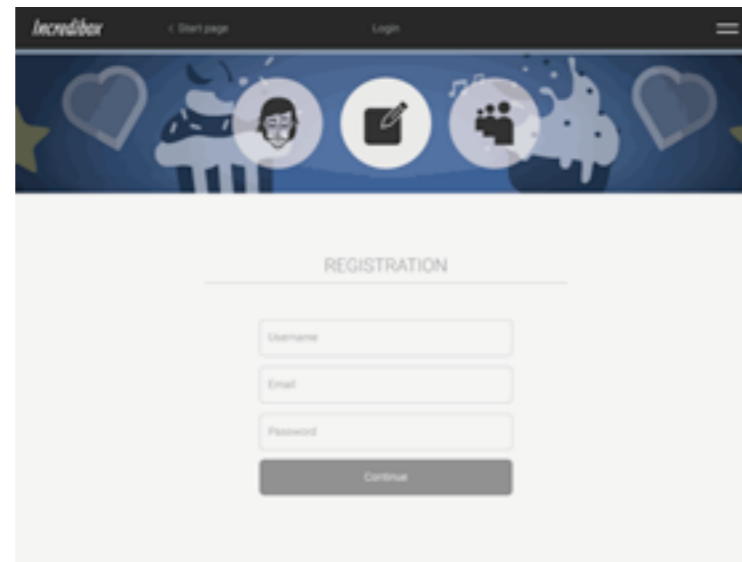 Incredibox
< Start page
Login
REGISTRATION
Username
Email
Password
Continue